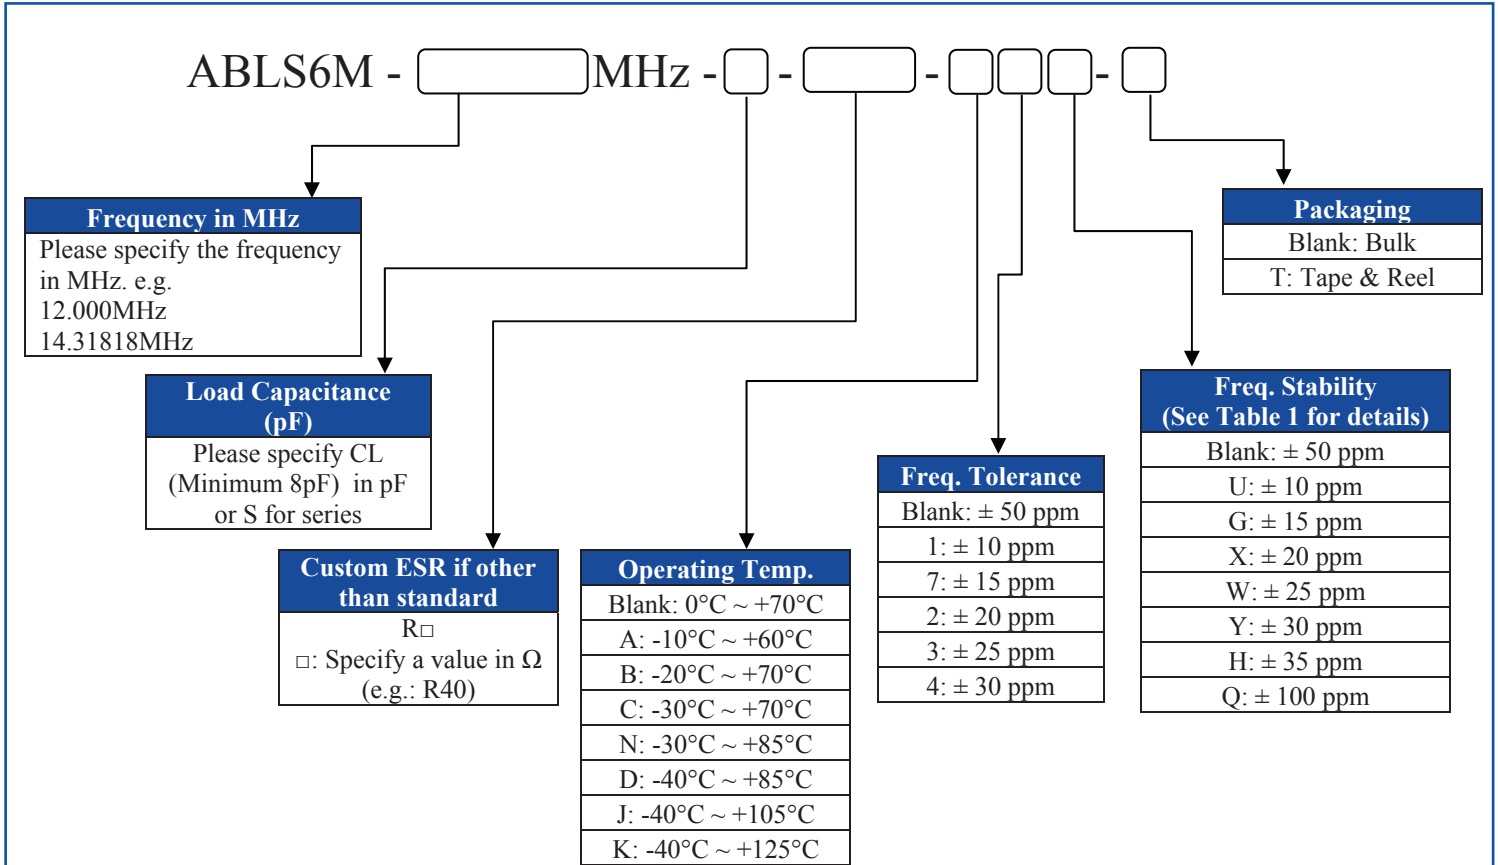 ABLS6M - MHz - - - -
Frequency in MHz
Please specify the frequency
in MHz. e.g.
12.000MHz
14.31818MHz
Load Capacitance
(pF)
Please specify CL
(Minimum 8pF) in pF
or S for series
Custom ESR if other
than standard
R□
□: Specify a value in Ω
(e.g.: R40)
Operating Temp.
Blank: 0°C ~ +70°C
A: -10°C ~ +60°C
B: -20°C ~ +70°C
C: -30°C ~ +70°C
N: -30°C ~ +85°C
D: -40°C ~ +85°C
J: -40°C ~ +105°C
K: -40°C ~ +125°C
Freq. Tolerance
Blank: ± 50 ppm
1: ± 10 ppm
7: ± 15 ppm
2: ± 20 ppm
3: ± 25 ppm
4: ± 30 ppm
Freq. Stability
(See Table 1 for details)
Blank: ± 50 ppm
U: ± 10 ppm
G: ± 15 ppm
X: ± 20 ppm
W: ± 25 ppm
Y: ± 30 ppm
H: ± 35 ppm
Q: ± 100 ppm
Packaging
Blank: Bulk
T: Tape & Reel